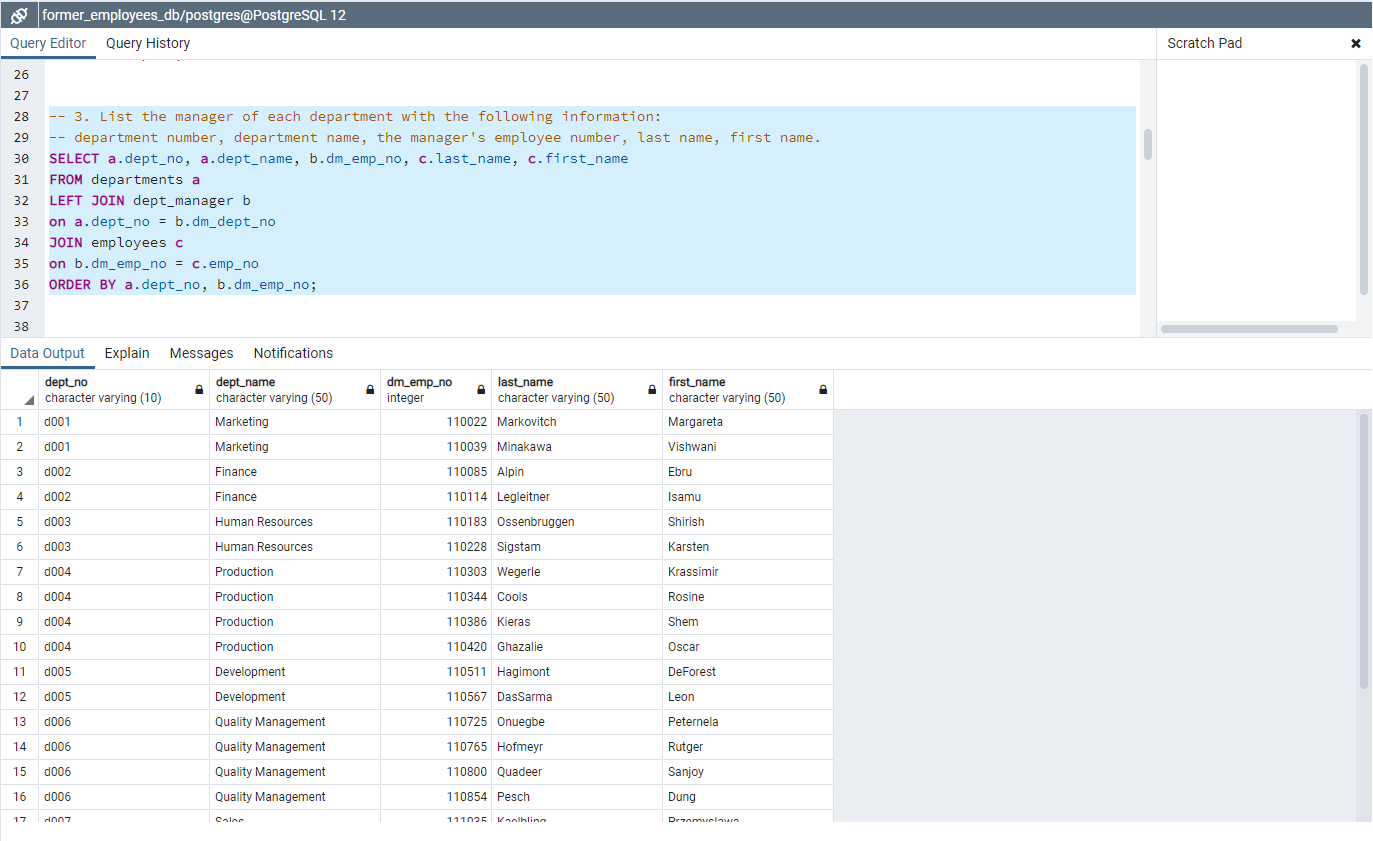 former_employees_db/postgres@PostgreSQL 12
Query Editor Query History Scratch Pad
26
27
28 -- 3. List the manager of each department with the following information:
29 -- department number, department name, the manager's employee number, last name, first name.
30 SELECT a.dept_no, a.dept_name, b.dm_emp_no, c.last_name, c.first_name
31 FROM departments a
32 LEFT JOIN dept_manager b
33 on a.dept_no = b.dm_dept_no
34 JOIN employees c
35 on b.dm_emp_no = c.emp_no
36 ORDER BY a.dept_no, b.dm_emp_no;
37
38
Data Output Explain Messages Notifications
dept_no dept_name dm_emp_no last_name first_name
character varying (10) character varying (50) integer character varying (50) character varying (50)
1 d001 Marketing 110022 Markovitch Margareta
2 d001 Marketing 110039 Minakawa Vishwani
3 d002 Finance 110085 Alpin Ebru
4 d002 Finance 110114 Legleitner Isamu
5 d003 Human Resources 110183 Ossenbruggen Shirish
6 d003 Human Resources 110228 Sigstam Karsten
7 d004 Production 110303 Wegerle Krassimir
8 d004 Production 110344 Cools Rosine
9 d004 Production 110386 Kieras Shem
10 d004 Production 110420 Ghazalie Oscar
11 d005 Development 110511 Hagimont DeForest
12 d005 Development 110567 DasSarma Leon
13 d006 Quality Management 110725 Onuegbe Peternela
14 d006 Quality Management 110765 Hofmeyr Rutger
15 d006 Quality Management 110800 Quadeer Sanjoy
16 d006 Quality Management 110854 Pesch Dung
17 d007 Sales 111035 Kaelbling Przemyslawa